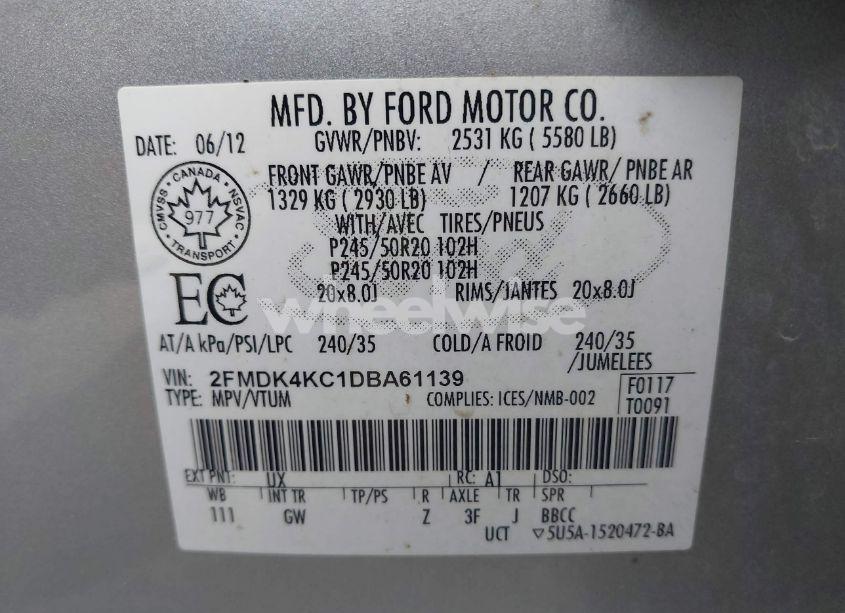 MFD. BY FORD MOTOR CO.
DATE: 06/12 GVWR/PNBV: 2531 KG ( 5580 LB)
FRONT GAWR/PNBE AV / REAR GAWR/ PNBE AR
1329 KG ( 2930 LB) 1207 KG ( 2660 LB)
WITH/AVEC TIRES/PNEUS
P245/50R20 102H
P245/50R20 102H
20x8.0J RIMS/JANTES 20x8.0J
CMVSS · CANADA · NSVAC · TRANSPORT
977
EC
wheelwise
AT/A kPa/PSI/LPC 240/35 COLD/A FROID 240/35
/JUMELEES
VIN: 2FMDK4KC1DBA61139
TYPE: MPV/VTUM COMPLIES: ICES/NMB-002
F0117
T0091
EXT PNT: UX RC: A1 DSO:
WB INT TR TP/PS R AXLE TR SPR
111 GW Z 3F J BBCC
UCT ▽5U5A-1520472-BA